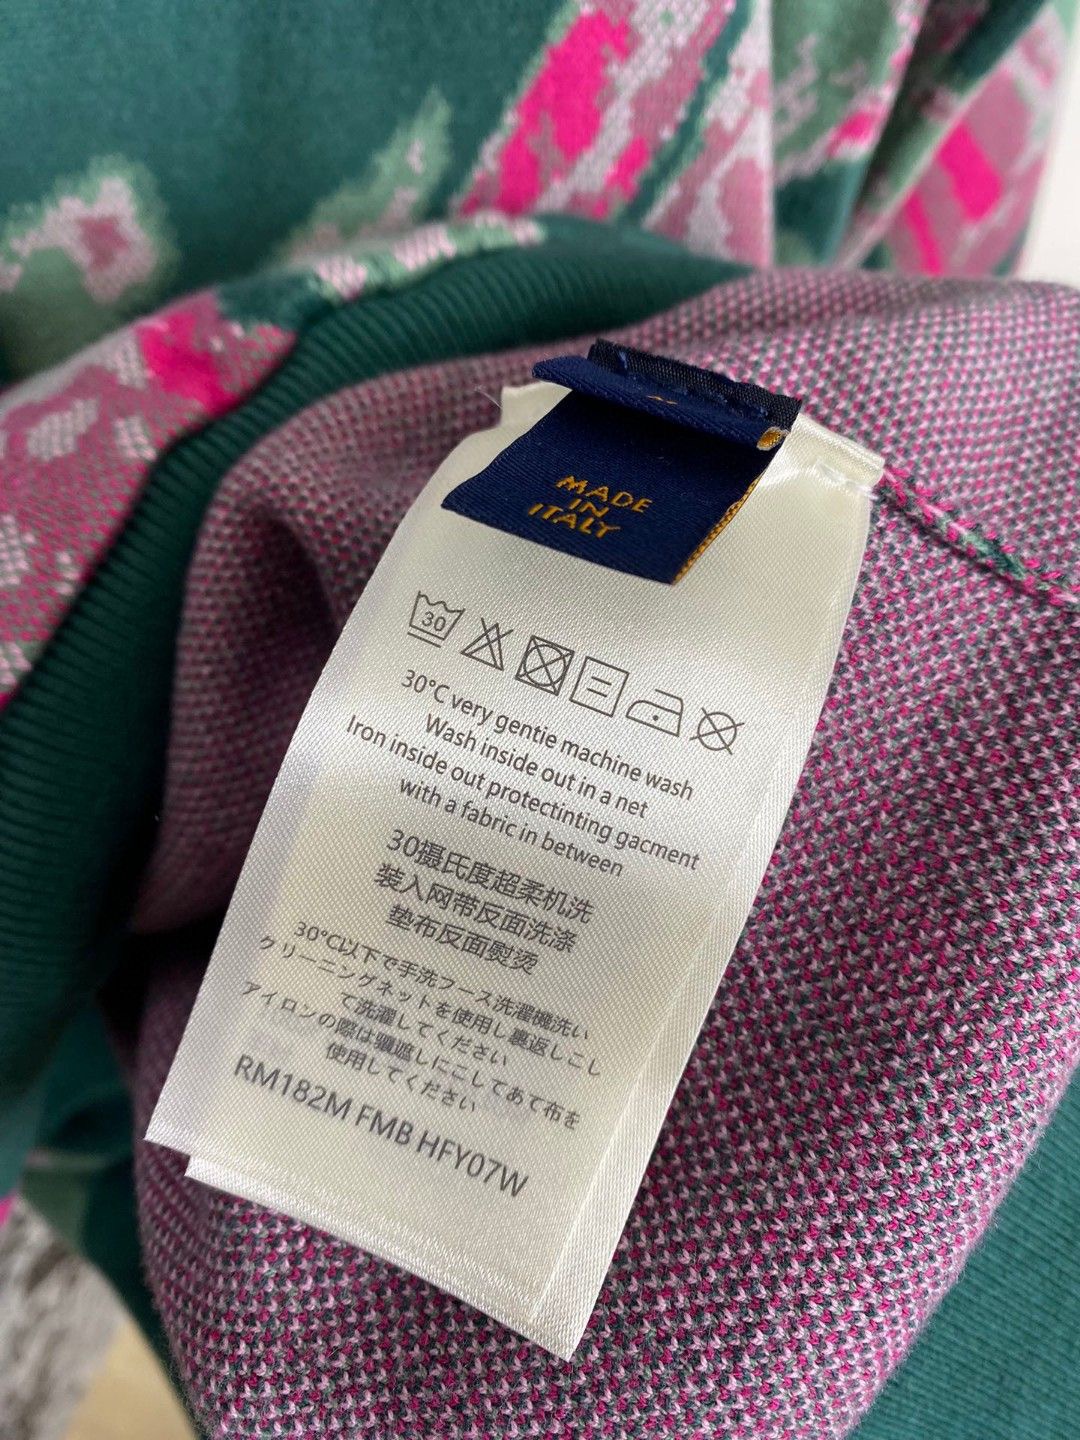 MADE
IN
ITALY
30
30°C very gentie machine wash
Wash inside out in a net
Iron inside out protectinting gacment
with a fabric in between
30摄氏度超柔机洗
装入网带反面洗涤
垫布反面熨烫
30°C以下で手洗フース洗濯機洗い
クリーニングネットを使用し裏返しこし
て洗濯してください
アイロンの際は驪遮しにこしてあて布を
使用してください
RM182M FMB HFY07W